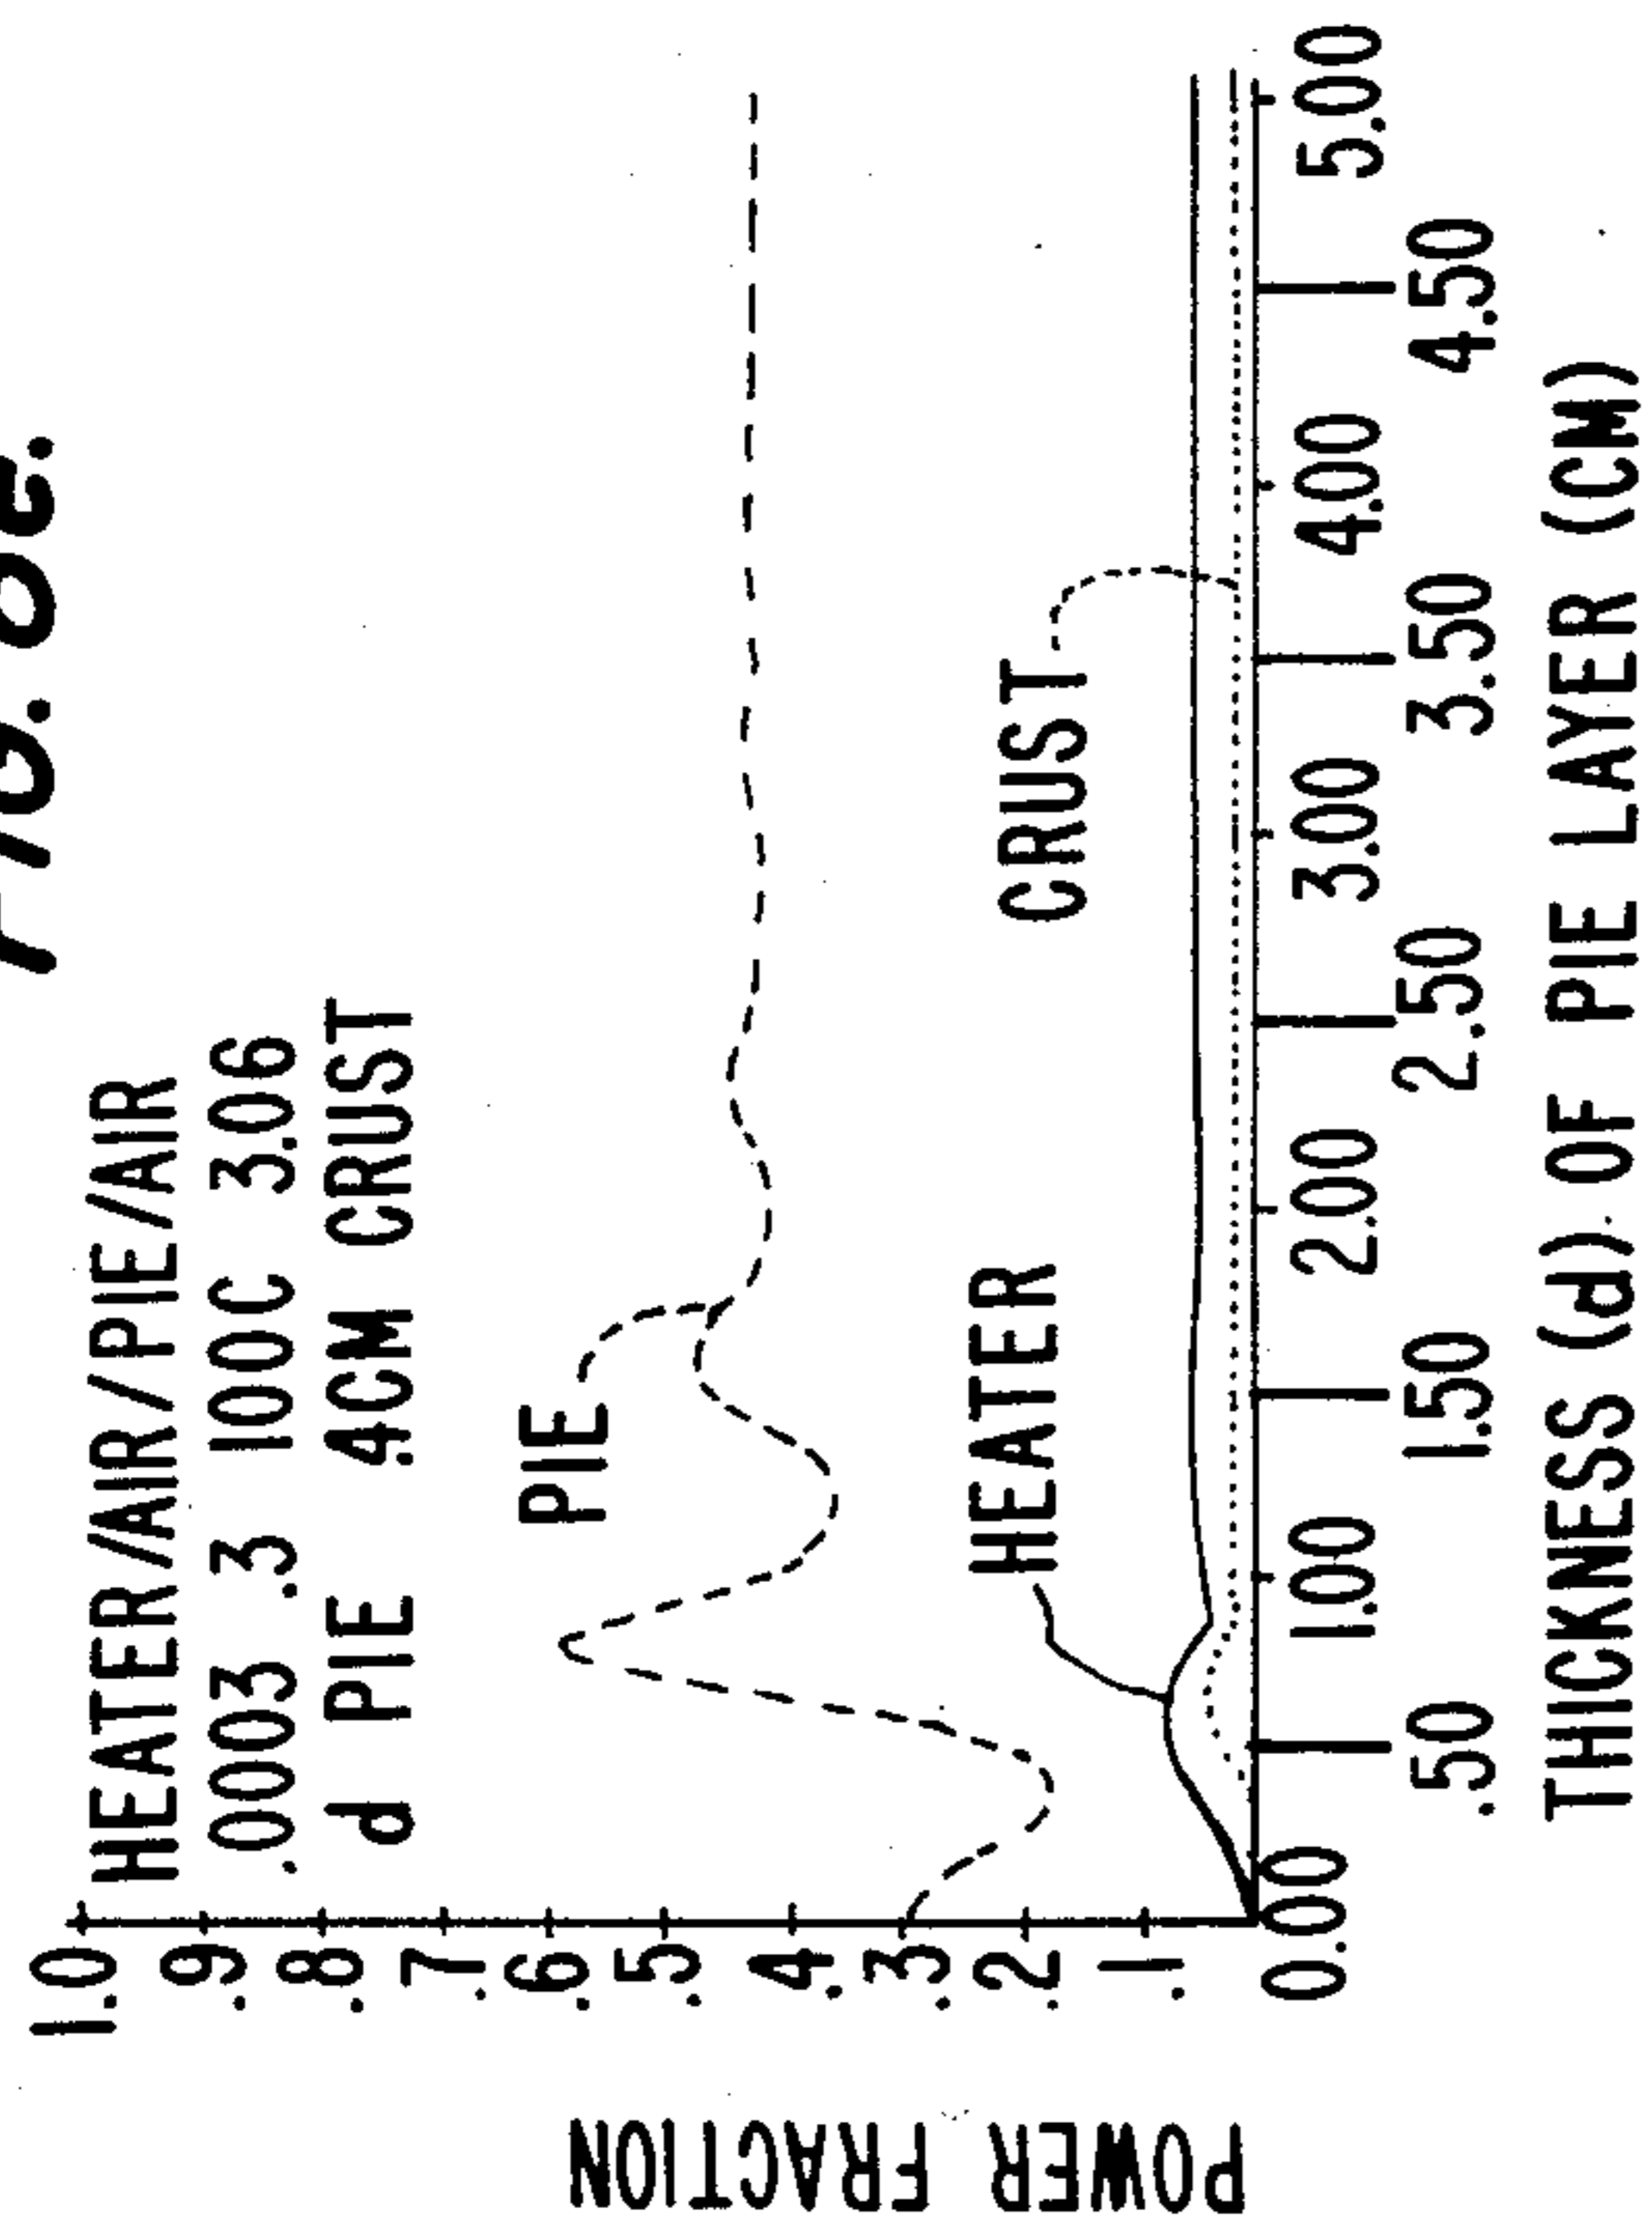 HEATER/AIR/PIE/AIR
.0003 .3 100C 3.06
d PIE .4CM CRUST
POWER FRACTION
1.0
.9
.8
.7
.6
.5
.4
.3
.2
.1
0.00
PIE
HEATER
CRUST
.50
1.00
1.50
2.00
2.50
3.00
3.50
4.00
4.50
5.00
THICKNESS (d) OF PIE LAYER (CM)